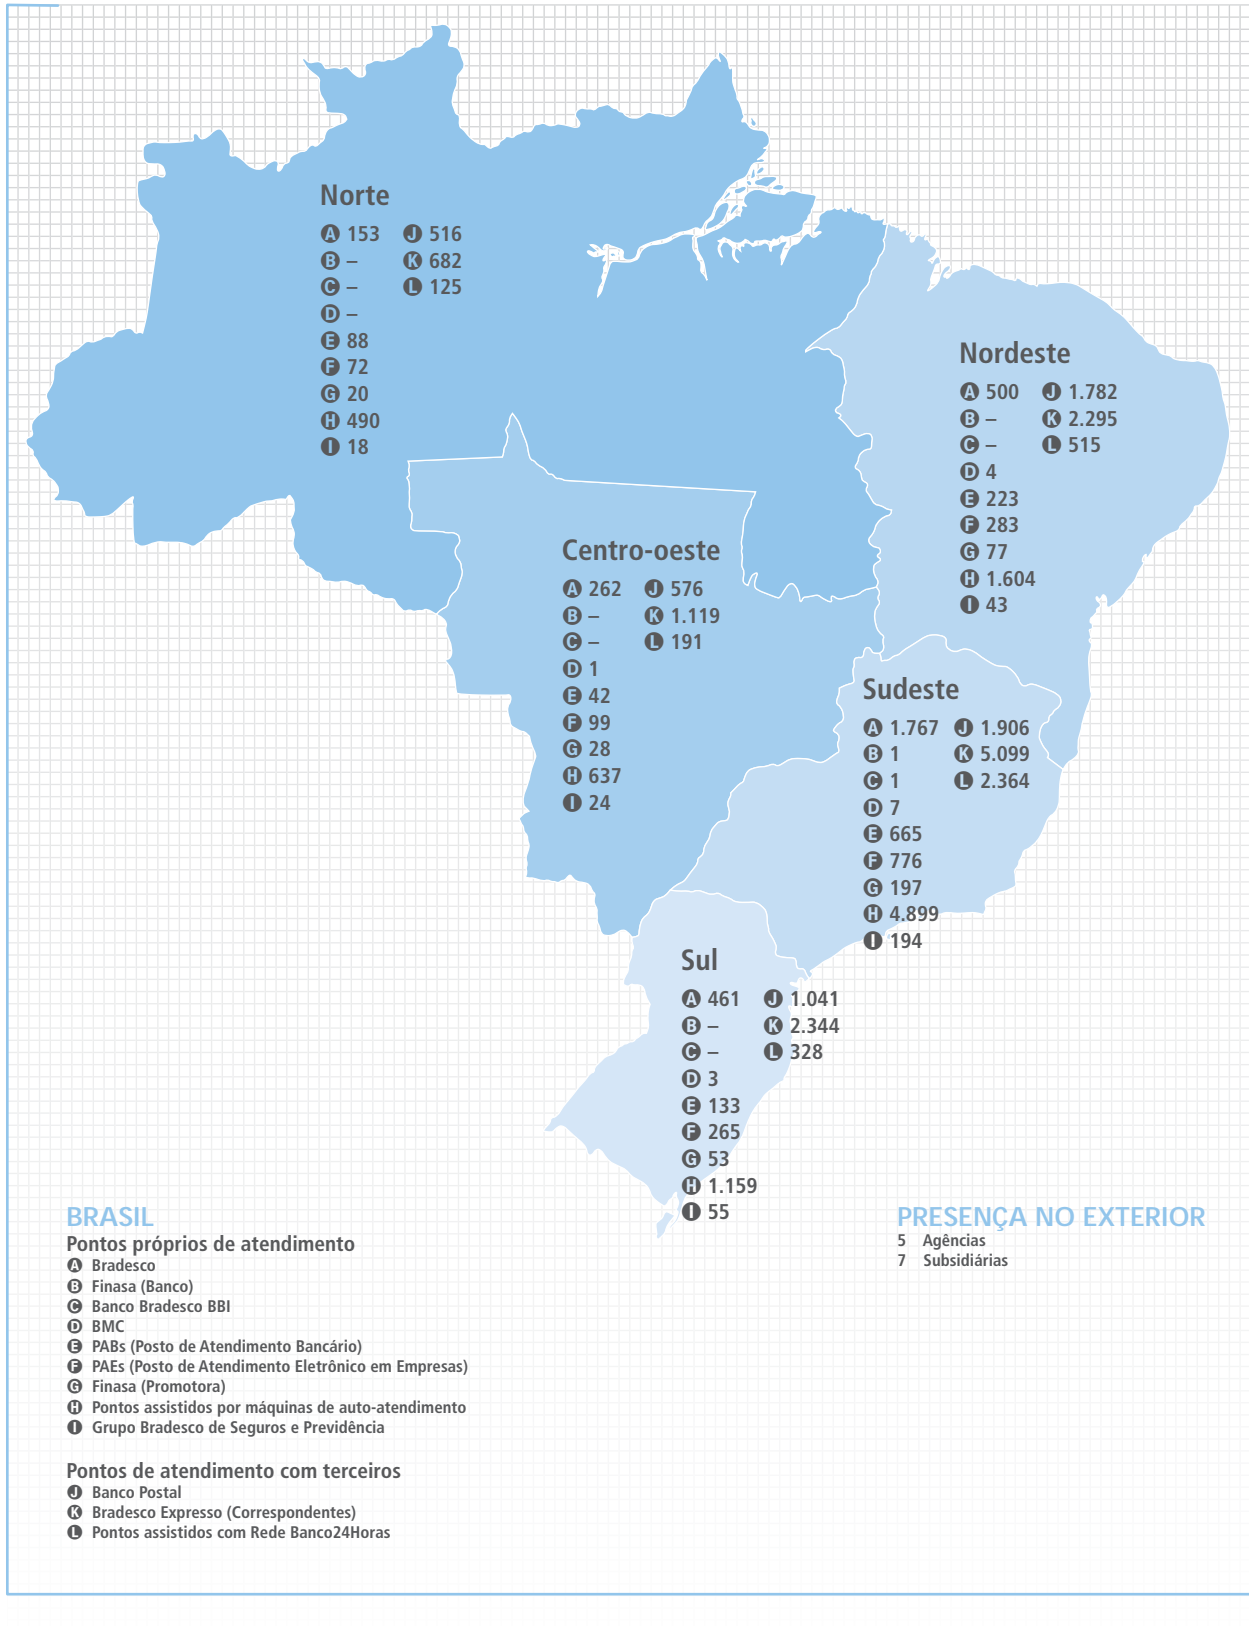 Norte
A 153 J 516
B – K 682
C – L 125
D –
E 88
F 72
G 20
H 490
I 18
Nordeste
A 500 J 1.782
B – K 2.295
C – L 515
D 4
E 223
F 283
G 77
H 1.604
I 43
Centro-oeste
A 262 J 576
B – K 1.119
C – L 191
D 1
E 42
F 99
G 28
H 637
I 24
Sudeste
A 1.767 J 1.906
B 1 K 5.099
C 1 L 2.364
D 7
E 665
F 776
G 197
H 4.899
I 194
Sul
A 461 J 1.041
B – K 2.344
C – L 328
D 3
E 133
F 265
G 53
H 1.159
I 55
BRASIL
Pontos próprios de atendimento
A Bradesco
B Finasa (Banco)
C Banco Bradesco BBI
D BMC
E PABs (Posto de Atendimento Bancário)
F PAEs (Posto de Atendimento Eletrônico em Empresas)
G Finasa (Promotora)
H Pontos assistidos por máquinas de auto-atendimento
I Grupo Bradesco de Seguros e Previdência
Pontos de atendimento com terceiros
J Banco Postal
K Bradesco Expresso (Correspondentes)
L Pontos assistidos com Rede Banco24Horas
PRESENÇA NO EXTERIOR
5 Agências
7 Subsidiárias